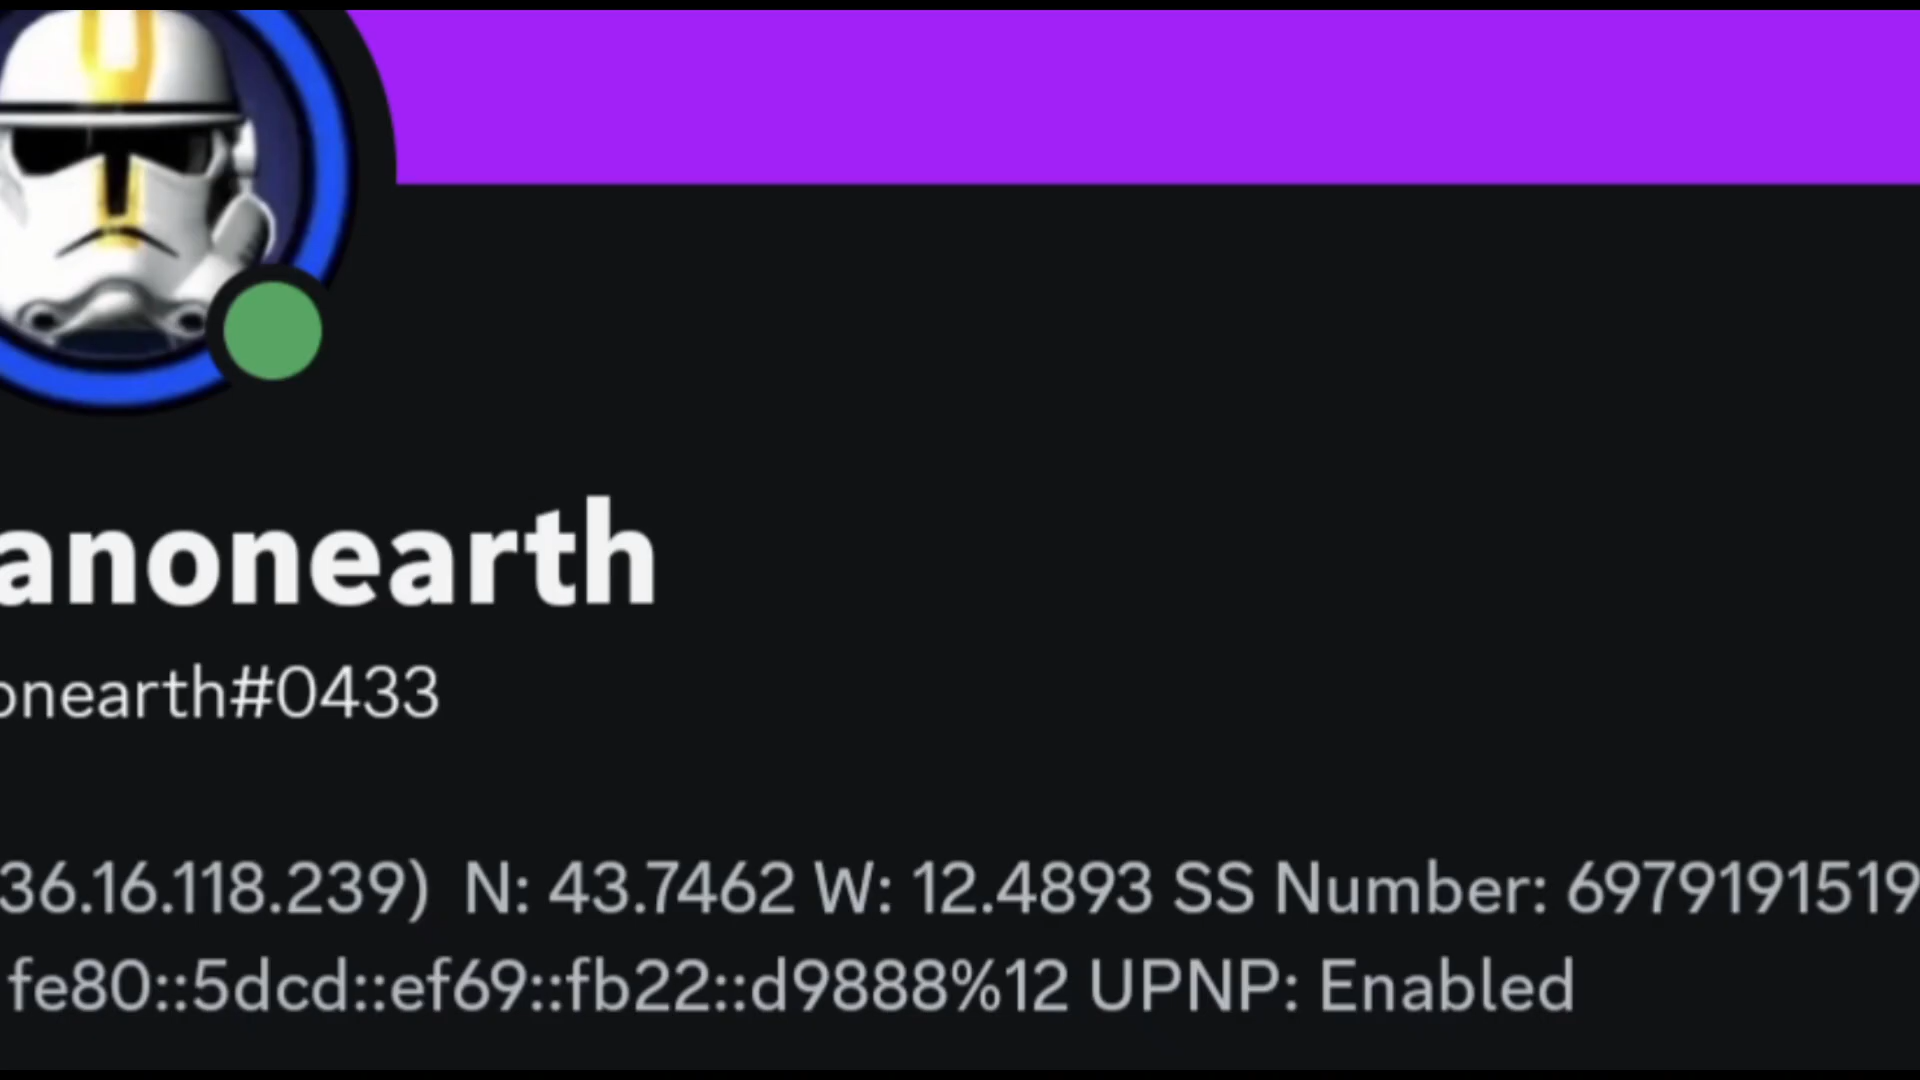 anonearth
onearth#0433
36.16.118.239) N: 43.7462 W: 12.4893 SS Number: 6979191519
fe80::5dcd::ef69::fb22::d9888%12 UPNP: Enabled